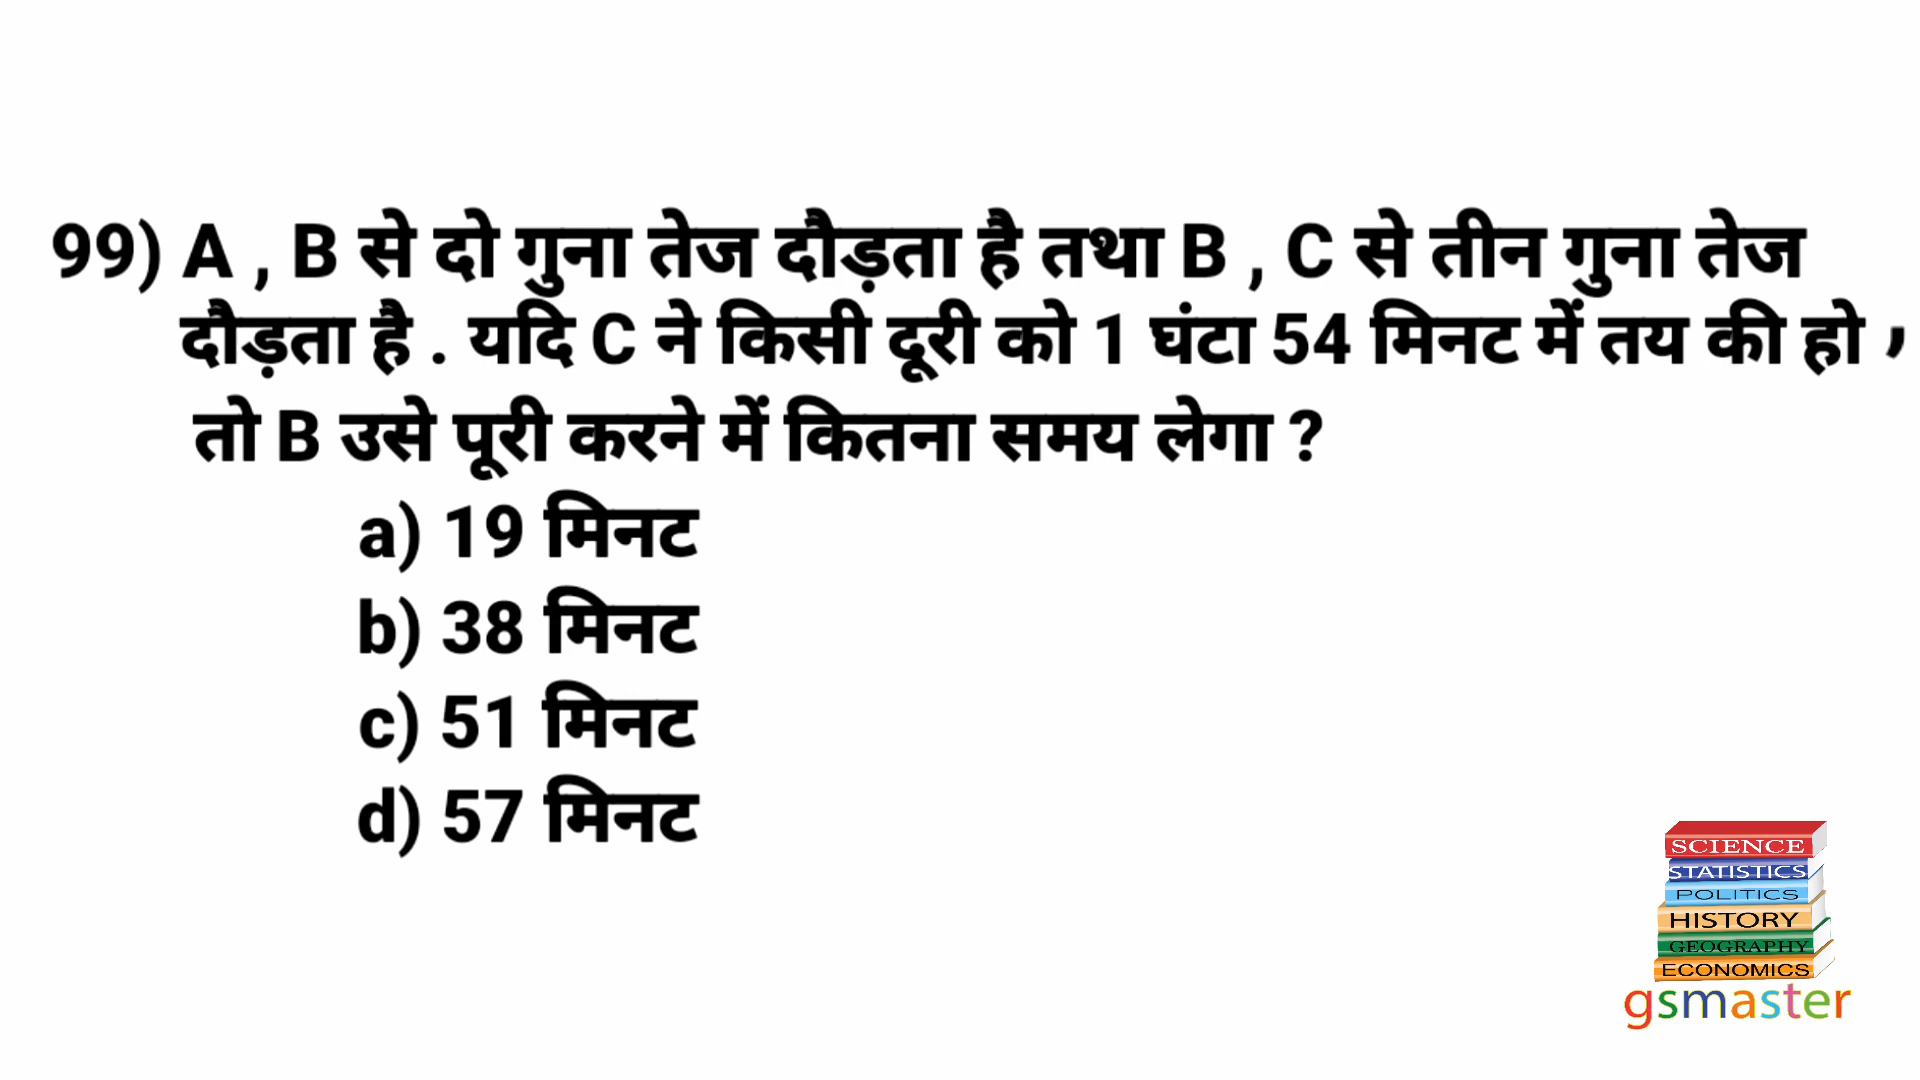 99) A , B से दो गुना तेज दौड़ता है तथा B , C से तीन गुना तेज
दौड़ता है . यदि C ने किसी दूरी को 1 घंटा 54 मिनट में तय की हो ,
तो B उसे पूरी करने में कितना समय लेगा ?
a) 19 मिनट
b) 38 मिनट
c) 51 मिनट
d) 57 मिनट
SCIENCE
STATISTICS
POLITICS
HISTORY
GEOGRAPHY
ECONOMICS
gsmaster